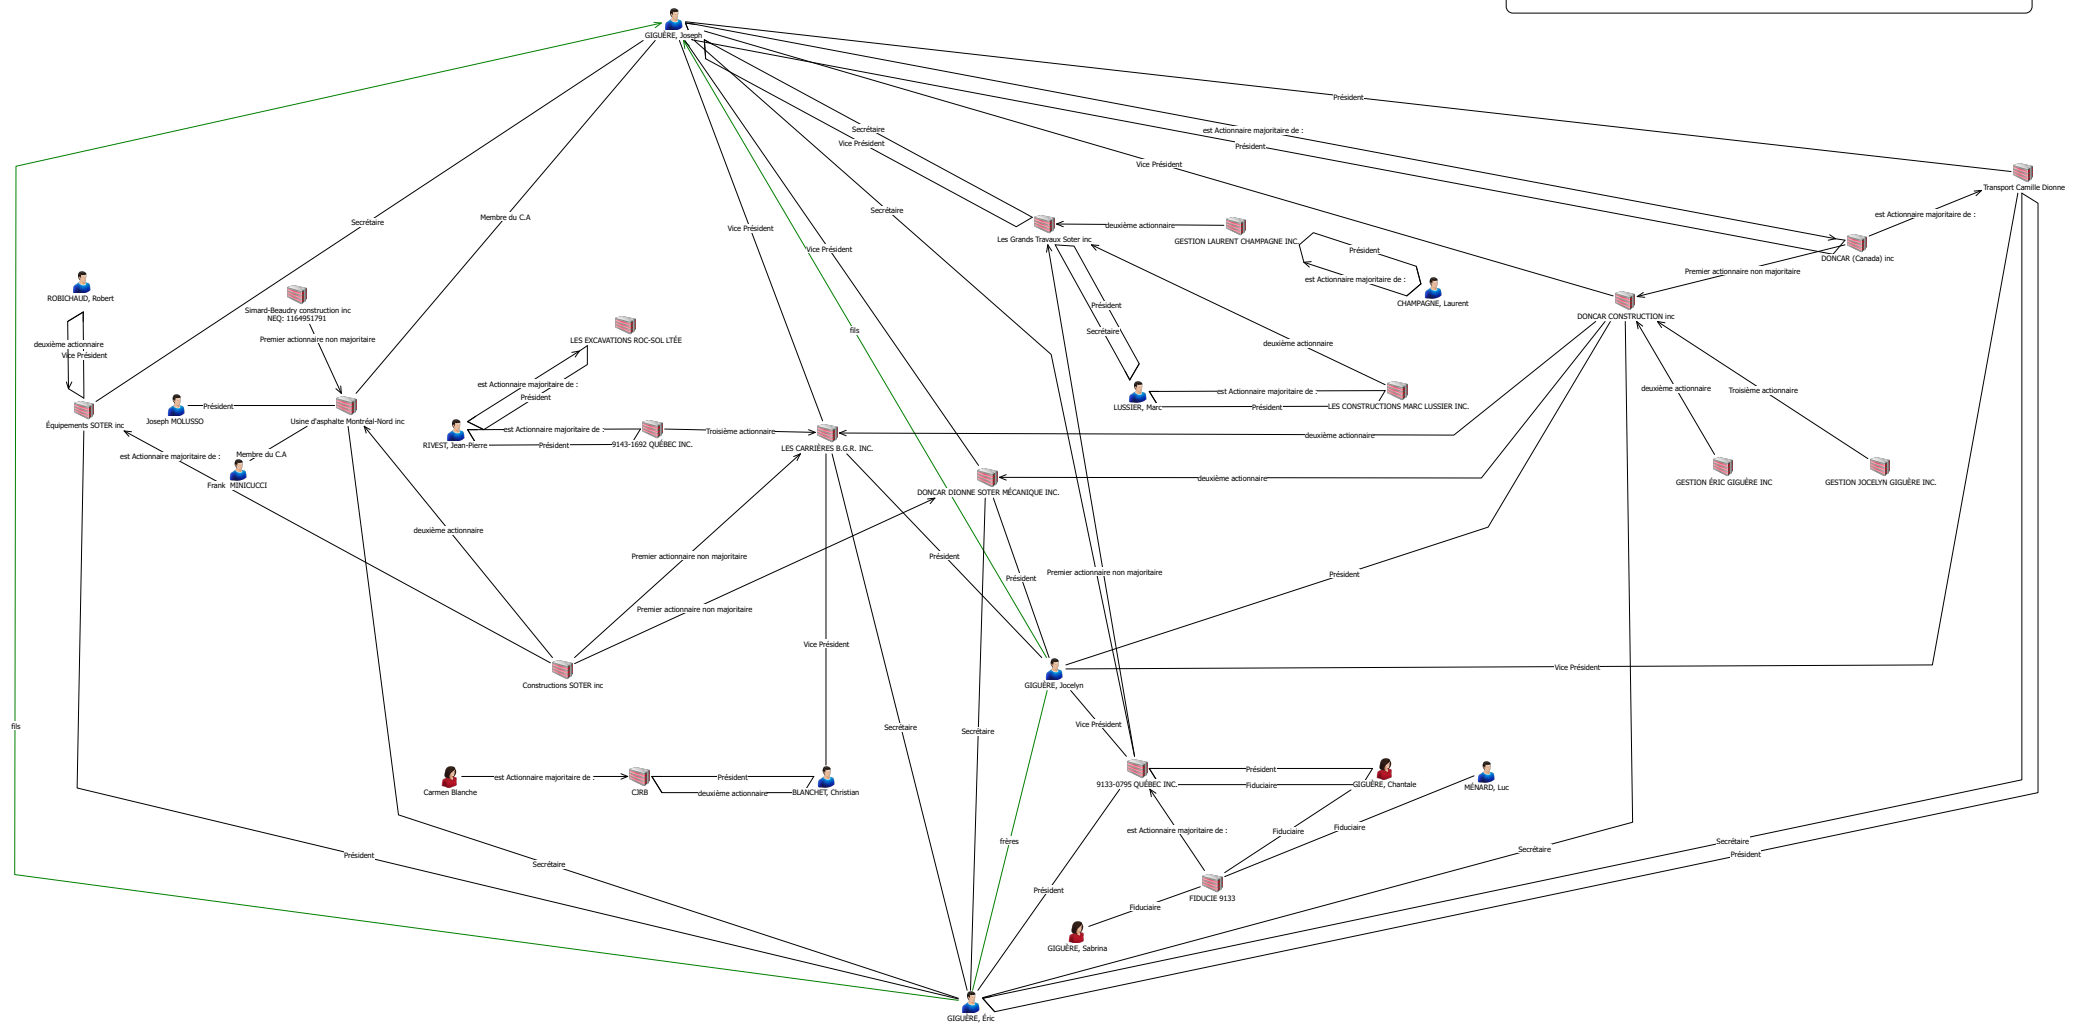 GIGUÈRE, Joseph
Président
Secrétaire
est Actionnaire majoritaire de :
Vice Président
Président
Vice Président
Transport Camille Dionne
Secrétaire
Membre du C.A
est Actionnaire majoritaire de :
Secrétaire
Vice Président
deuxième actionnaire
Les Grands Travaux Soter inc
GESTION LAURENT CHAMPAGNE INC.
Vice Président
Président
DONCAR (Canada) inc
Premier actionnaire non majoritaire
est Actionnaire majoritaire de :
ROBICHAUD, Robert
CHAMPAGNE, Laurent
Président
Simard-Beaudry construction inc
NEQ: 1164951791
DONCAR CONSTRUCTION inc
fils
Secrétaire
Premier actionnaire non majoritaire
LES EXCAVATIONS ROC-SOL LTÉE
deuxième actionnaire
deuxième actionnaire
Vice Président
est Actionnaire majoritaire de :
deuxième actionnaire
Troisième actionnaire
est Actionnaire majoritaire de :
Président
Président
LUSSIER, Marc
Président
LES CONSTRUCTIONS MARC LUSSIER INC.
Équipements SOTER inc
Joseph MOLUSSO
Usine d'asphalte Montréal-Nord inc
est Actionnaire majoritaire de :
Troisième actionnaire
deuxième actionnaire
RIVEST, Jean-Pierre
Président
9143-1692 QUÉBEC INC.
LES CARRIÈRES B.G.R. INC.
est Actionnaire majoritaire de :
Membre du C.A
Frank MINICUCCI
deuxième actionnaire
GESTION ÉRIC GIGUÈRE INC
GESTION JOCELYN GIGUÈRE INC.
DONCAR DIONNE SOTER MÉCANIQUE INC.
deuxième actionnaire
Premier actionnaire non majoritaire
Président
Premier actionnaire non majoritaire
Président
Président
Premier actionnaire non majoritaire
Vice Président
Vice Président
Constructions SOTER inc
GIGUÈRE, Jocelyn
fils
Secrétaire
Secrétaire
Vice Président
est Actionnaire majoritaire de :
Président
Président
Carmen Blanche
CJRB
deuxième actionnaire
BLANCHET, Christian
9133-0795 QUÉBEC INC.
Fiduciaire
GIGUÈRE, Chantale
MÉNARD, Luc
est Actionnaire majoritaire de :
Fiduciaire
Fiduciaire
frères
Secrétaire
Secrétaire
Président
Président
Secrétaire
Président
FIDUCIE 9133
Fiduciaire
GIGUÈRE, Sabrina
GIGUÈRE, Éric